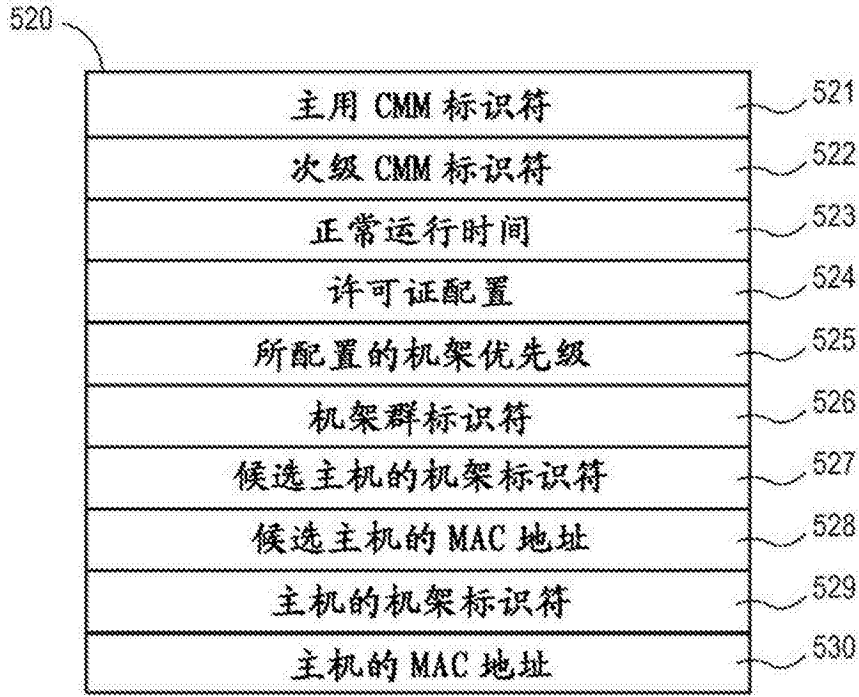 520
主用 CMM 标识符 521
次级 CMM 标识符 522
正常运行时间 523
许可证配置 524
所配置的机架优先级 525
机架群标识符 526
候选主机的机架标识符 527
候选主机的 MAC 地址 528
主机的机架标识符 529
主机的 MAC 地址 530